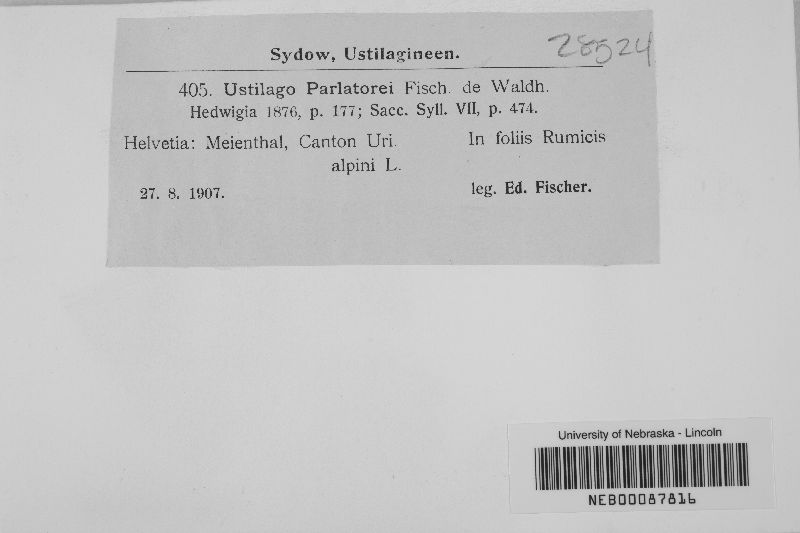 Sydow, Ustilagineen.
28524
405. Ustilago Parlatorei Fisch. de Waldh.
Hedwigia 1876, p. 177; Sacc. Syll. VII, p. 474.
Helvetia: Meienthal, Canton Uri. In foliis Rumicis
alpini L.
27. 8. 1907. leg. Ed. Fischer.
University of Nebraska - Lincoln
NEB00087816